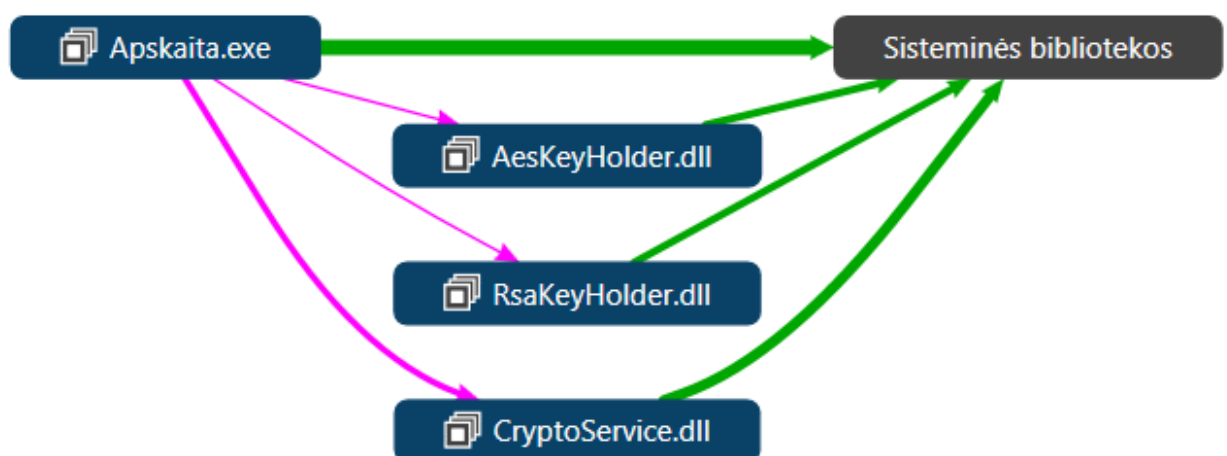 Apskaita.exe
Sisteminės bibliotekos
AesKeyHolder.dll
RsaKeyHolder.dll
CryptoService.dll